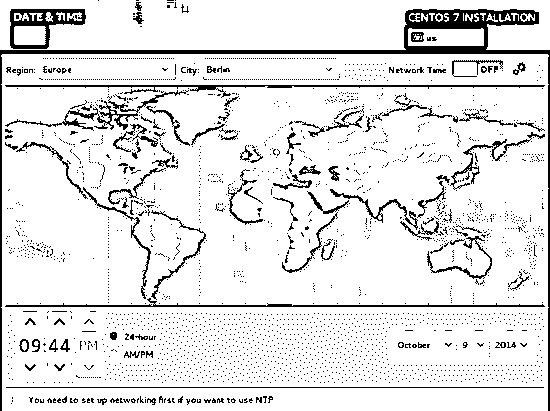 DATE & TIME
CENTOS 7 INSTALLATION
us
Region: Europe City: Berlin Network Time OFF
09:44 PM
24-hour
AM/PM
October 9 2014
You need to set up networking first if you want to use NTP